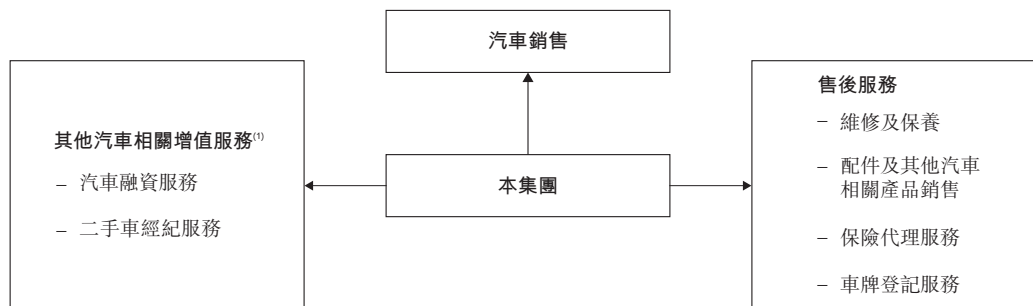 汽車銷售
其他汽車相關增值服務(1)
– 汽車融資服務
– 二手車經紀服務
本集團
售後服務
– 維修及保養
– 配件及其他汽車
相關產品銷售
– 保險代理服務
– 車牌登記服務